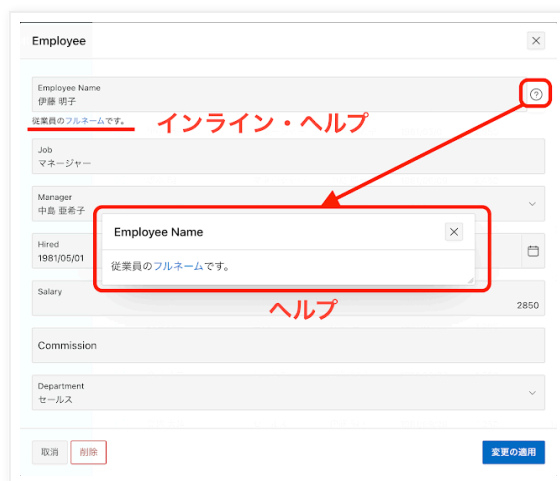 Employee
Employee Name
伊藤 明子
従業員のフルネームです。
インライン・ヘルプ
Job
マネージャー
Manager
中島 亜希子
Employee Name
従業員のフルネームです。
Hired
1981/05/01
ヘルプ
Salary
2850
Commission
Department
セールス
取消
削除
変更の適用